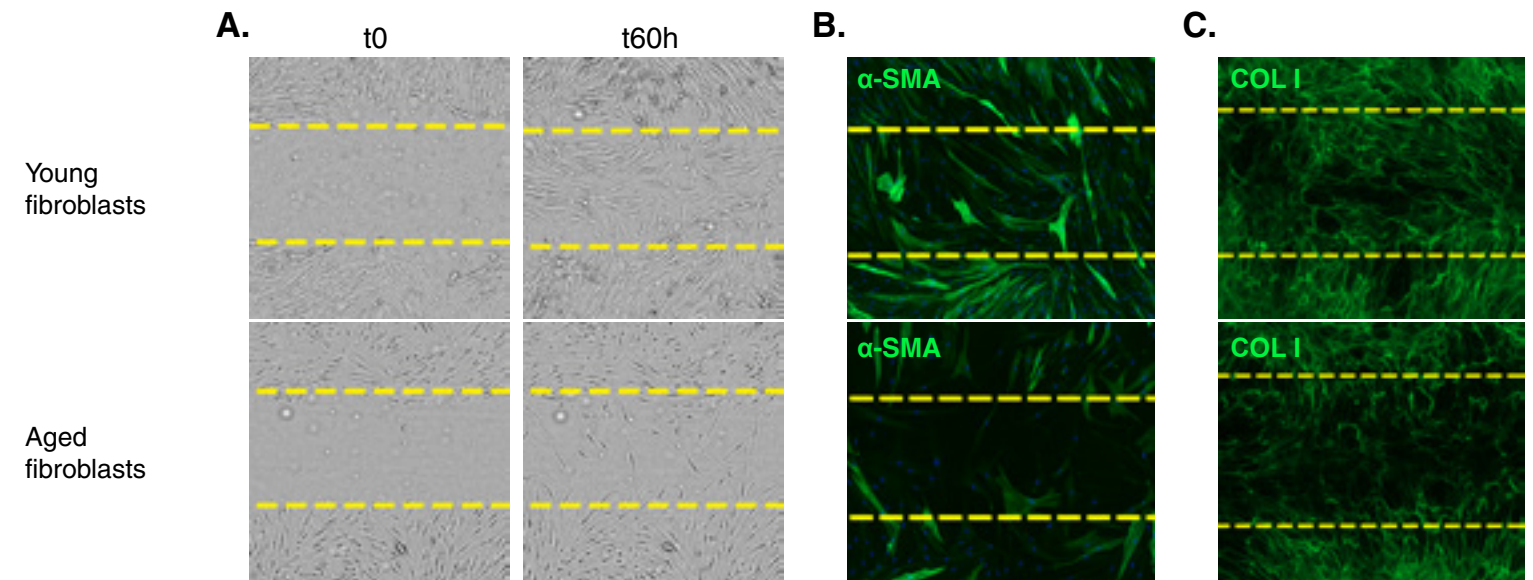 A.
t0
t60h
B.
C.
Young
fibroblasts
α-SMA
COL I
Aged
fibroblasts
α-SMA
COL I